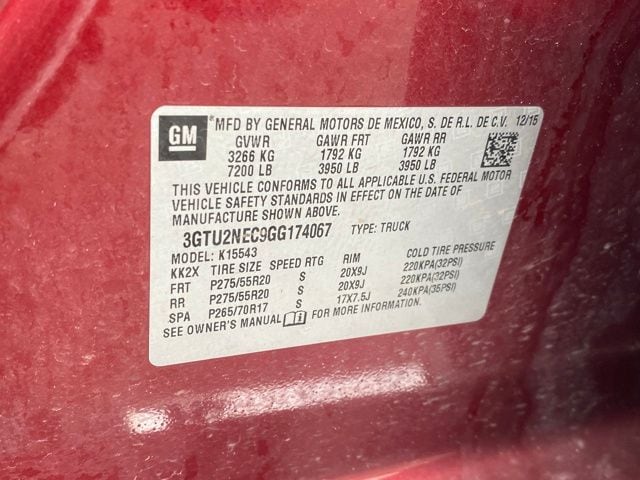 GM
*MFD BY GENERAL MOTORS DE MEXICO, S. DE R.L. DE C.V. 12/15
GVWR GAWR FRT GAWR RR
3266 KG 1792 KG 1792 KG
7200 LB 3950 LB 3950 LB
THIS VEHICLE CONFORMS TO ALL APPLICABLE U.S. FEDERAL MOTOR
VEHICLE SAFETY STANDARDS IN EFFECT ON THE DATE OF
MANUFACTURE SHOWN ABOVE.
3GTU2NEC9GG174067 TYPE: TRUCK
MODEL: K15543
KK2X TIRE SIZE SPEED RTG RIM COLD TIRE PRESSURE
FRT P275/55R20 S 20X9J 220KPA(32PSI)
RR P275/55R20 S 20X9J 220KPA(32PSI)
SPA P265/70R17 S 17X7.5J 240KPA(35PSI)
SEE OWNER'S MANUAL FOR MORE INFORMATION.